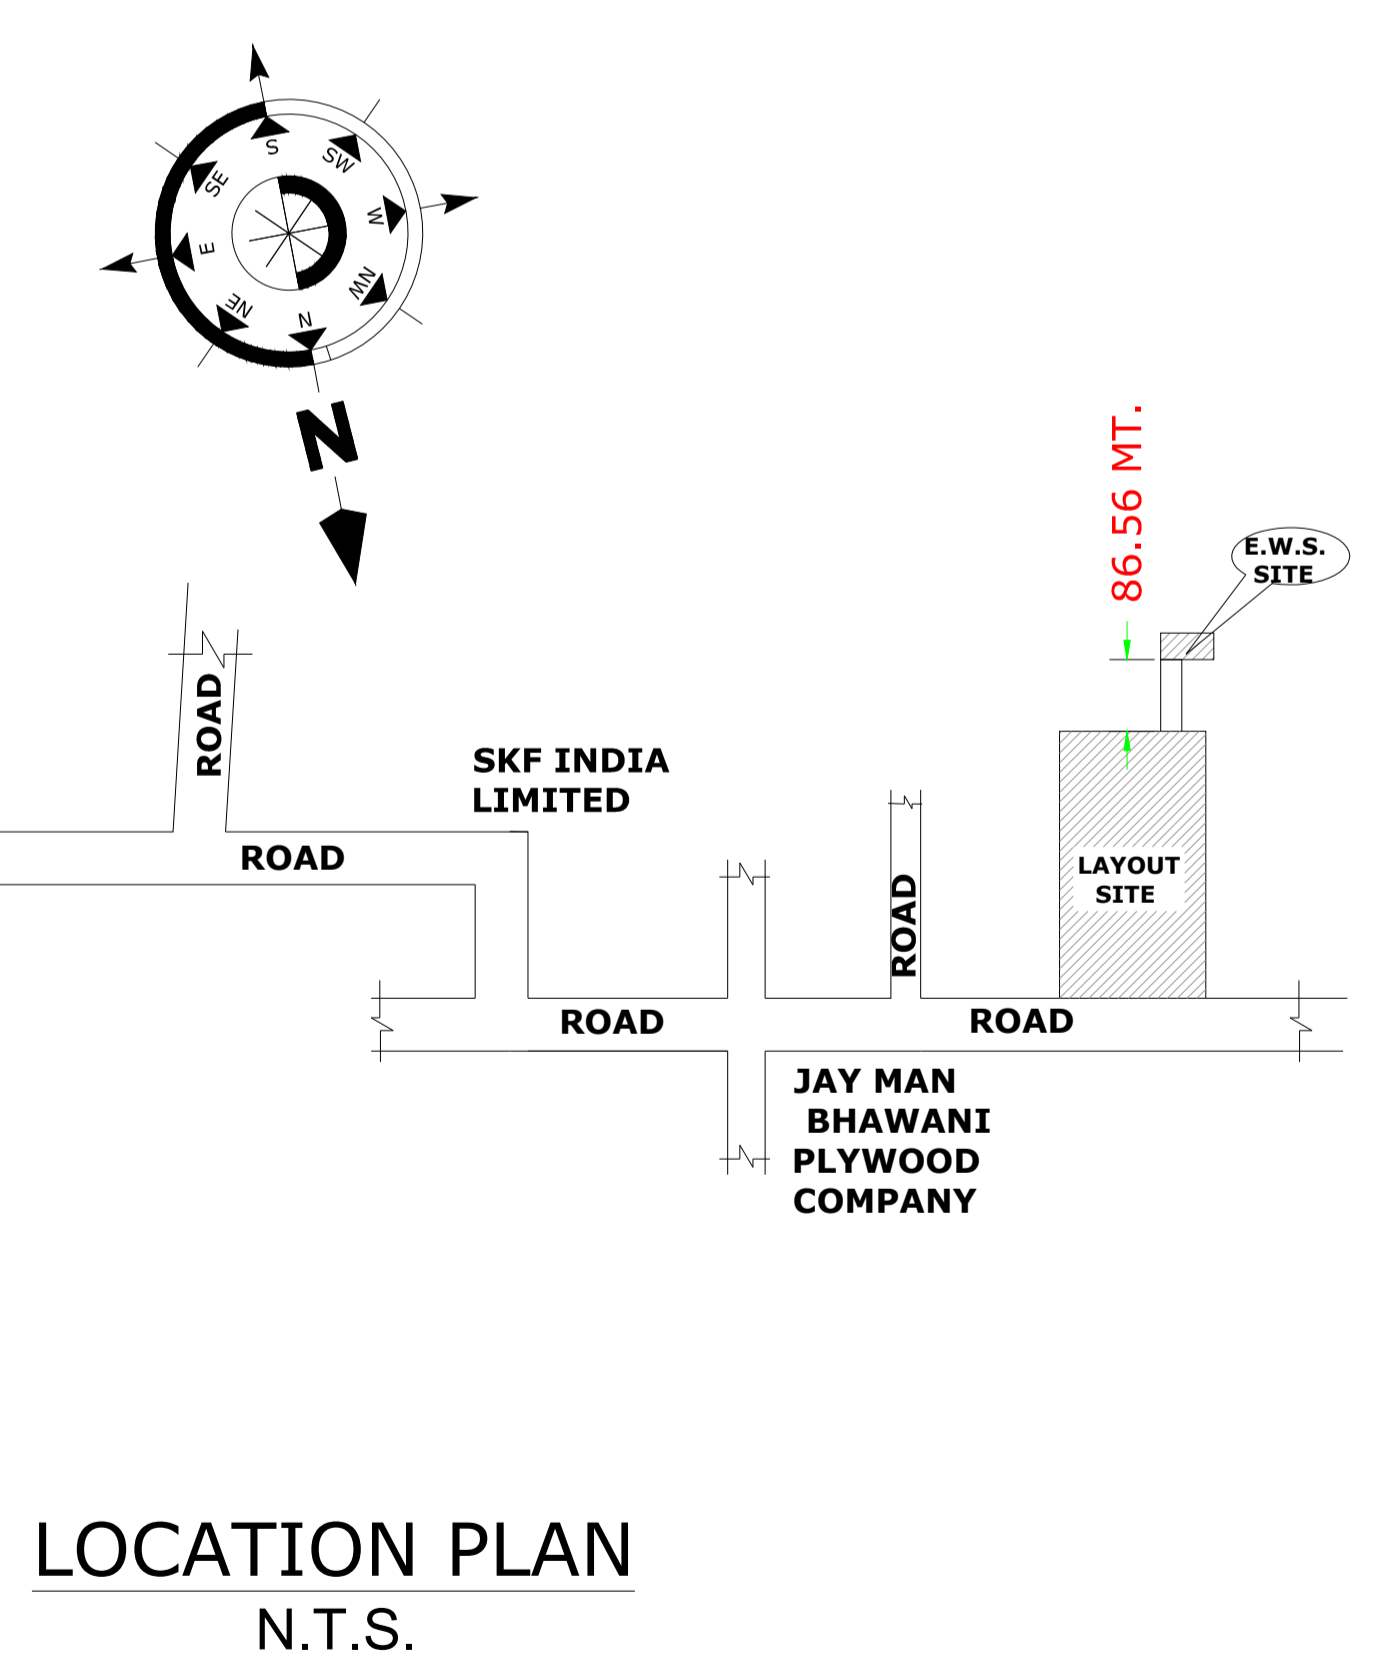 S
SW
SE
W
E
NW
NE
N
N
86.56 MT.
E.W.S.
SITE
ROAD
SKF INDIA
LIMITED
ROAD
LAYOUT
SITE
ROAD
ROAD
ROAD
JAY MAN
BHAWANI
PLYWOOD
COMPANY
LOCATION PLAN
N.T.S.